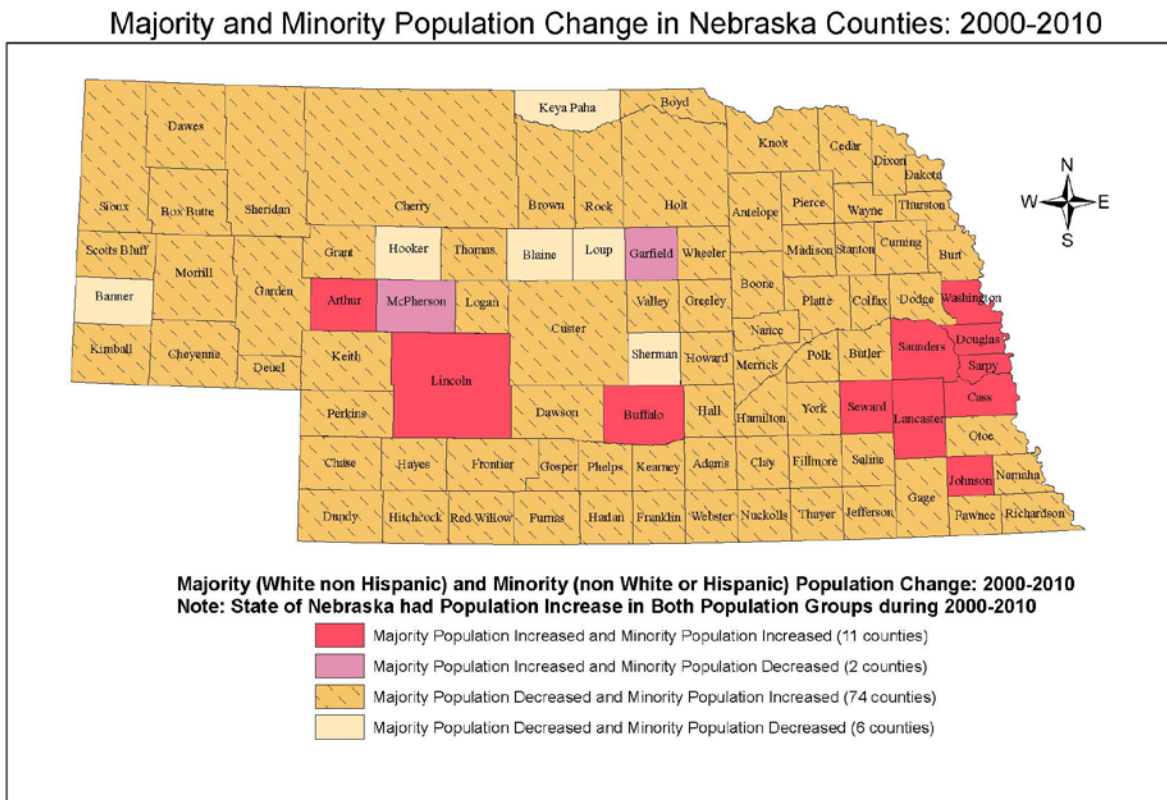 Majority and Minority Population Change in Nebraska Counties: 2000-2010
Keya Paha
Boyd
Dawes
Knox
Cedar
Dixon
Dakota
Sioux
Box Butte
Sheridan
Cherry
Brown
Rock
Holt
Antelope
Pierce
Wayne
Thurston
N
W
E
S
Scotts Bluff
Morrill
Garden
Grant
Hooker
Thomas
Blaine
Loup
Garfield
Wheeler
Boone
Madison
Stanton
Cuming
Burt
Banner
Arthur
McPherson
Logan
Custer
Valley
Greeley
Nance
Platte
Colfax
Dodge
Washington
Kimball
Cheyenne
Deuel
Keith
Lincoln
Sherman
Howard
Merrick
Polk
Butler
Saunders
Douglas
Sarpy
Perkins
Dawson
Buffalo
Hall
Hamilton
York
Seward
Lancaster
Cass
Otoe
Chase
Hayes
Frontier
Gosper
Phelps
Kearney
Adams
Clay
Fillmore
Saline
Gage
Johnson
Nemaha
Dundy
Hitchcock
Red Willow
Furnas
Harlan
Franklin
Webster
Nuckolls
Thayer
Jefferson
Pawnee
Richardson
Majority (White non Hispanic) and Minority (non White or Hispanic) Population Change: 2000-2010
Note: State of Nebraska had Population Increase in Both Population Groups during 2000-2010
Majority Population Increased and Minority Population Increased (11 counties)
Majority Population Increased and Minority Population Decreased (2 counties)
Majority Population Decreased and Minority Population Increased (74 counties)
Majority Population Decreased and Minority Population Decreased (6 counties)